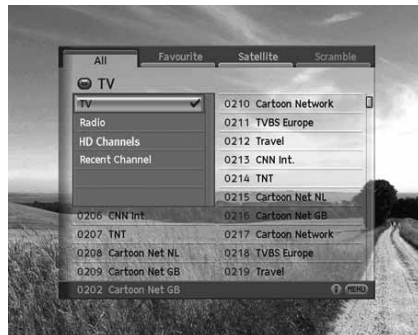 All Favourite Satellite Scramble
TV
TV
Radio
HD Channels
Recent Channel
0206 CNN Int.
0207 TNT
0208 Cartoon Net NL
0209 Cartoon Net GB
0210 Cartoon Network
0211 TVBS Europe
0212 Travel
0213 CNN Int.
0214 TNT
0215 Cartoon Net NL
0216 Cartoon Net GB
0217 Cartoon Network
0218 TVBS Europe
0219 Travel
0202 Cartoon Net GB
i MENU